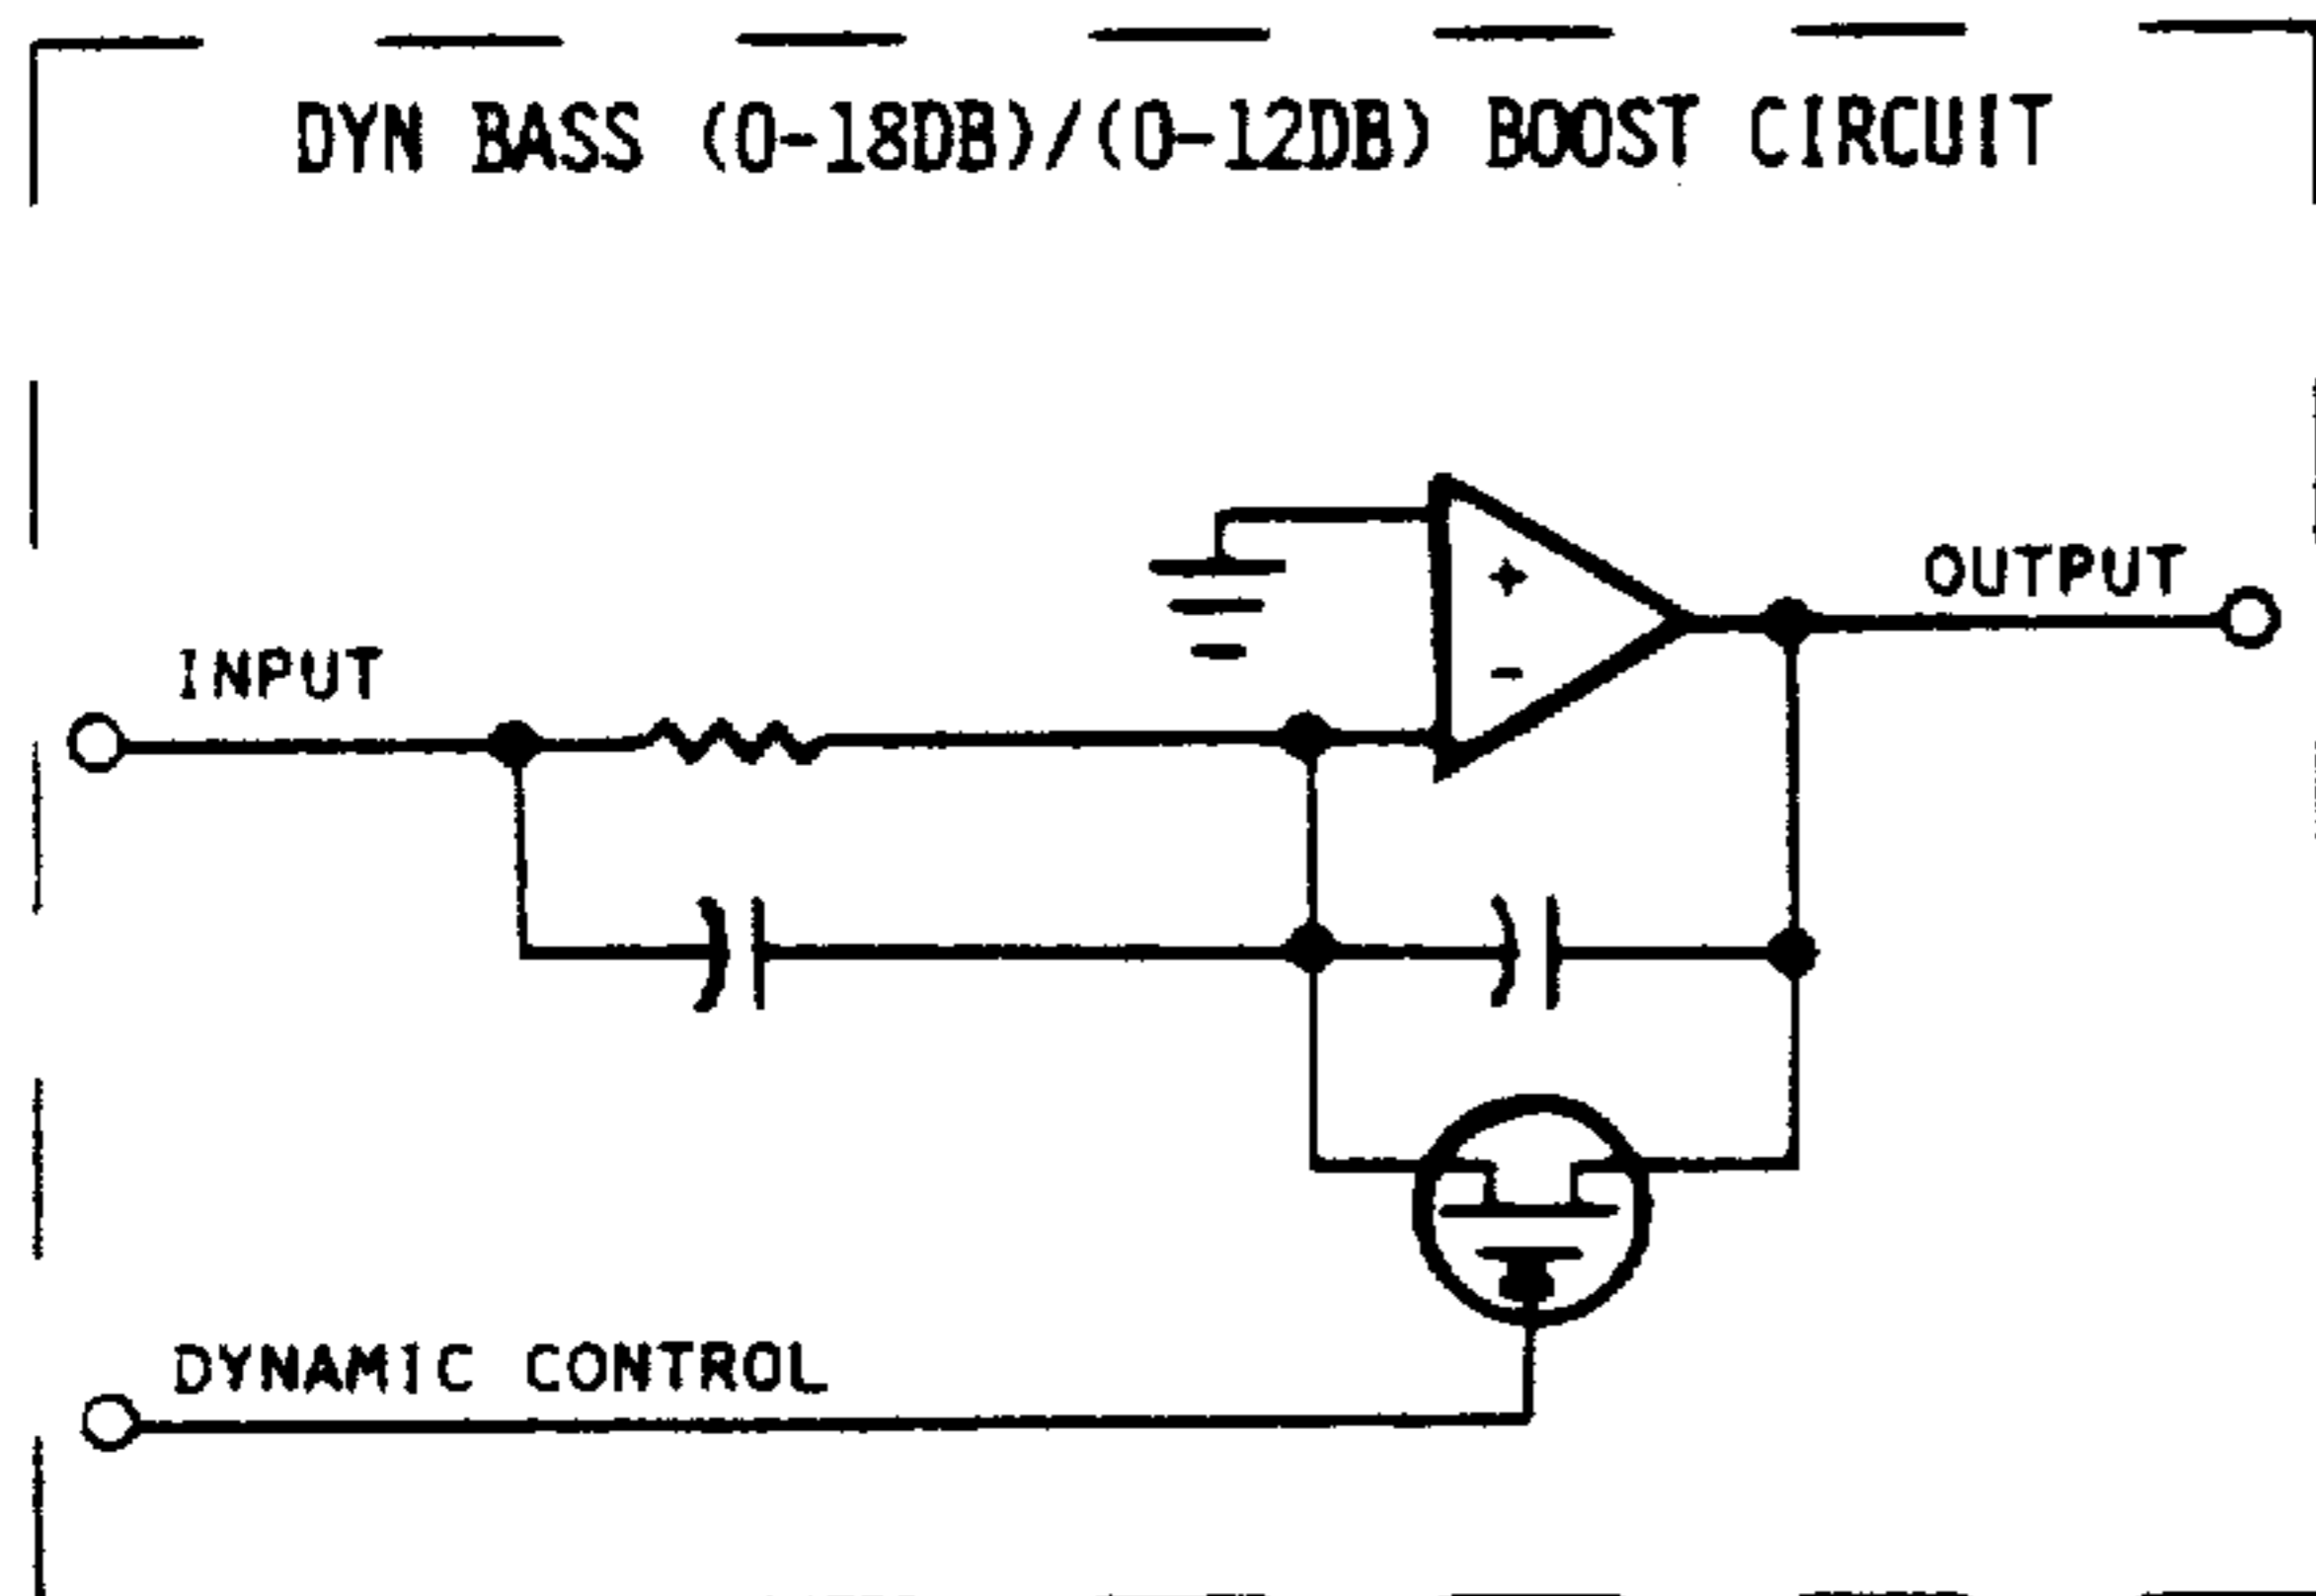 DYN BASS (0-18DB)/(0-12DB) BOOST CIRCUIT
OUTPUT
+
-
INPUT
DYNAMIC CONTROL